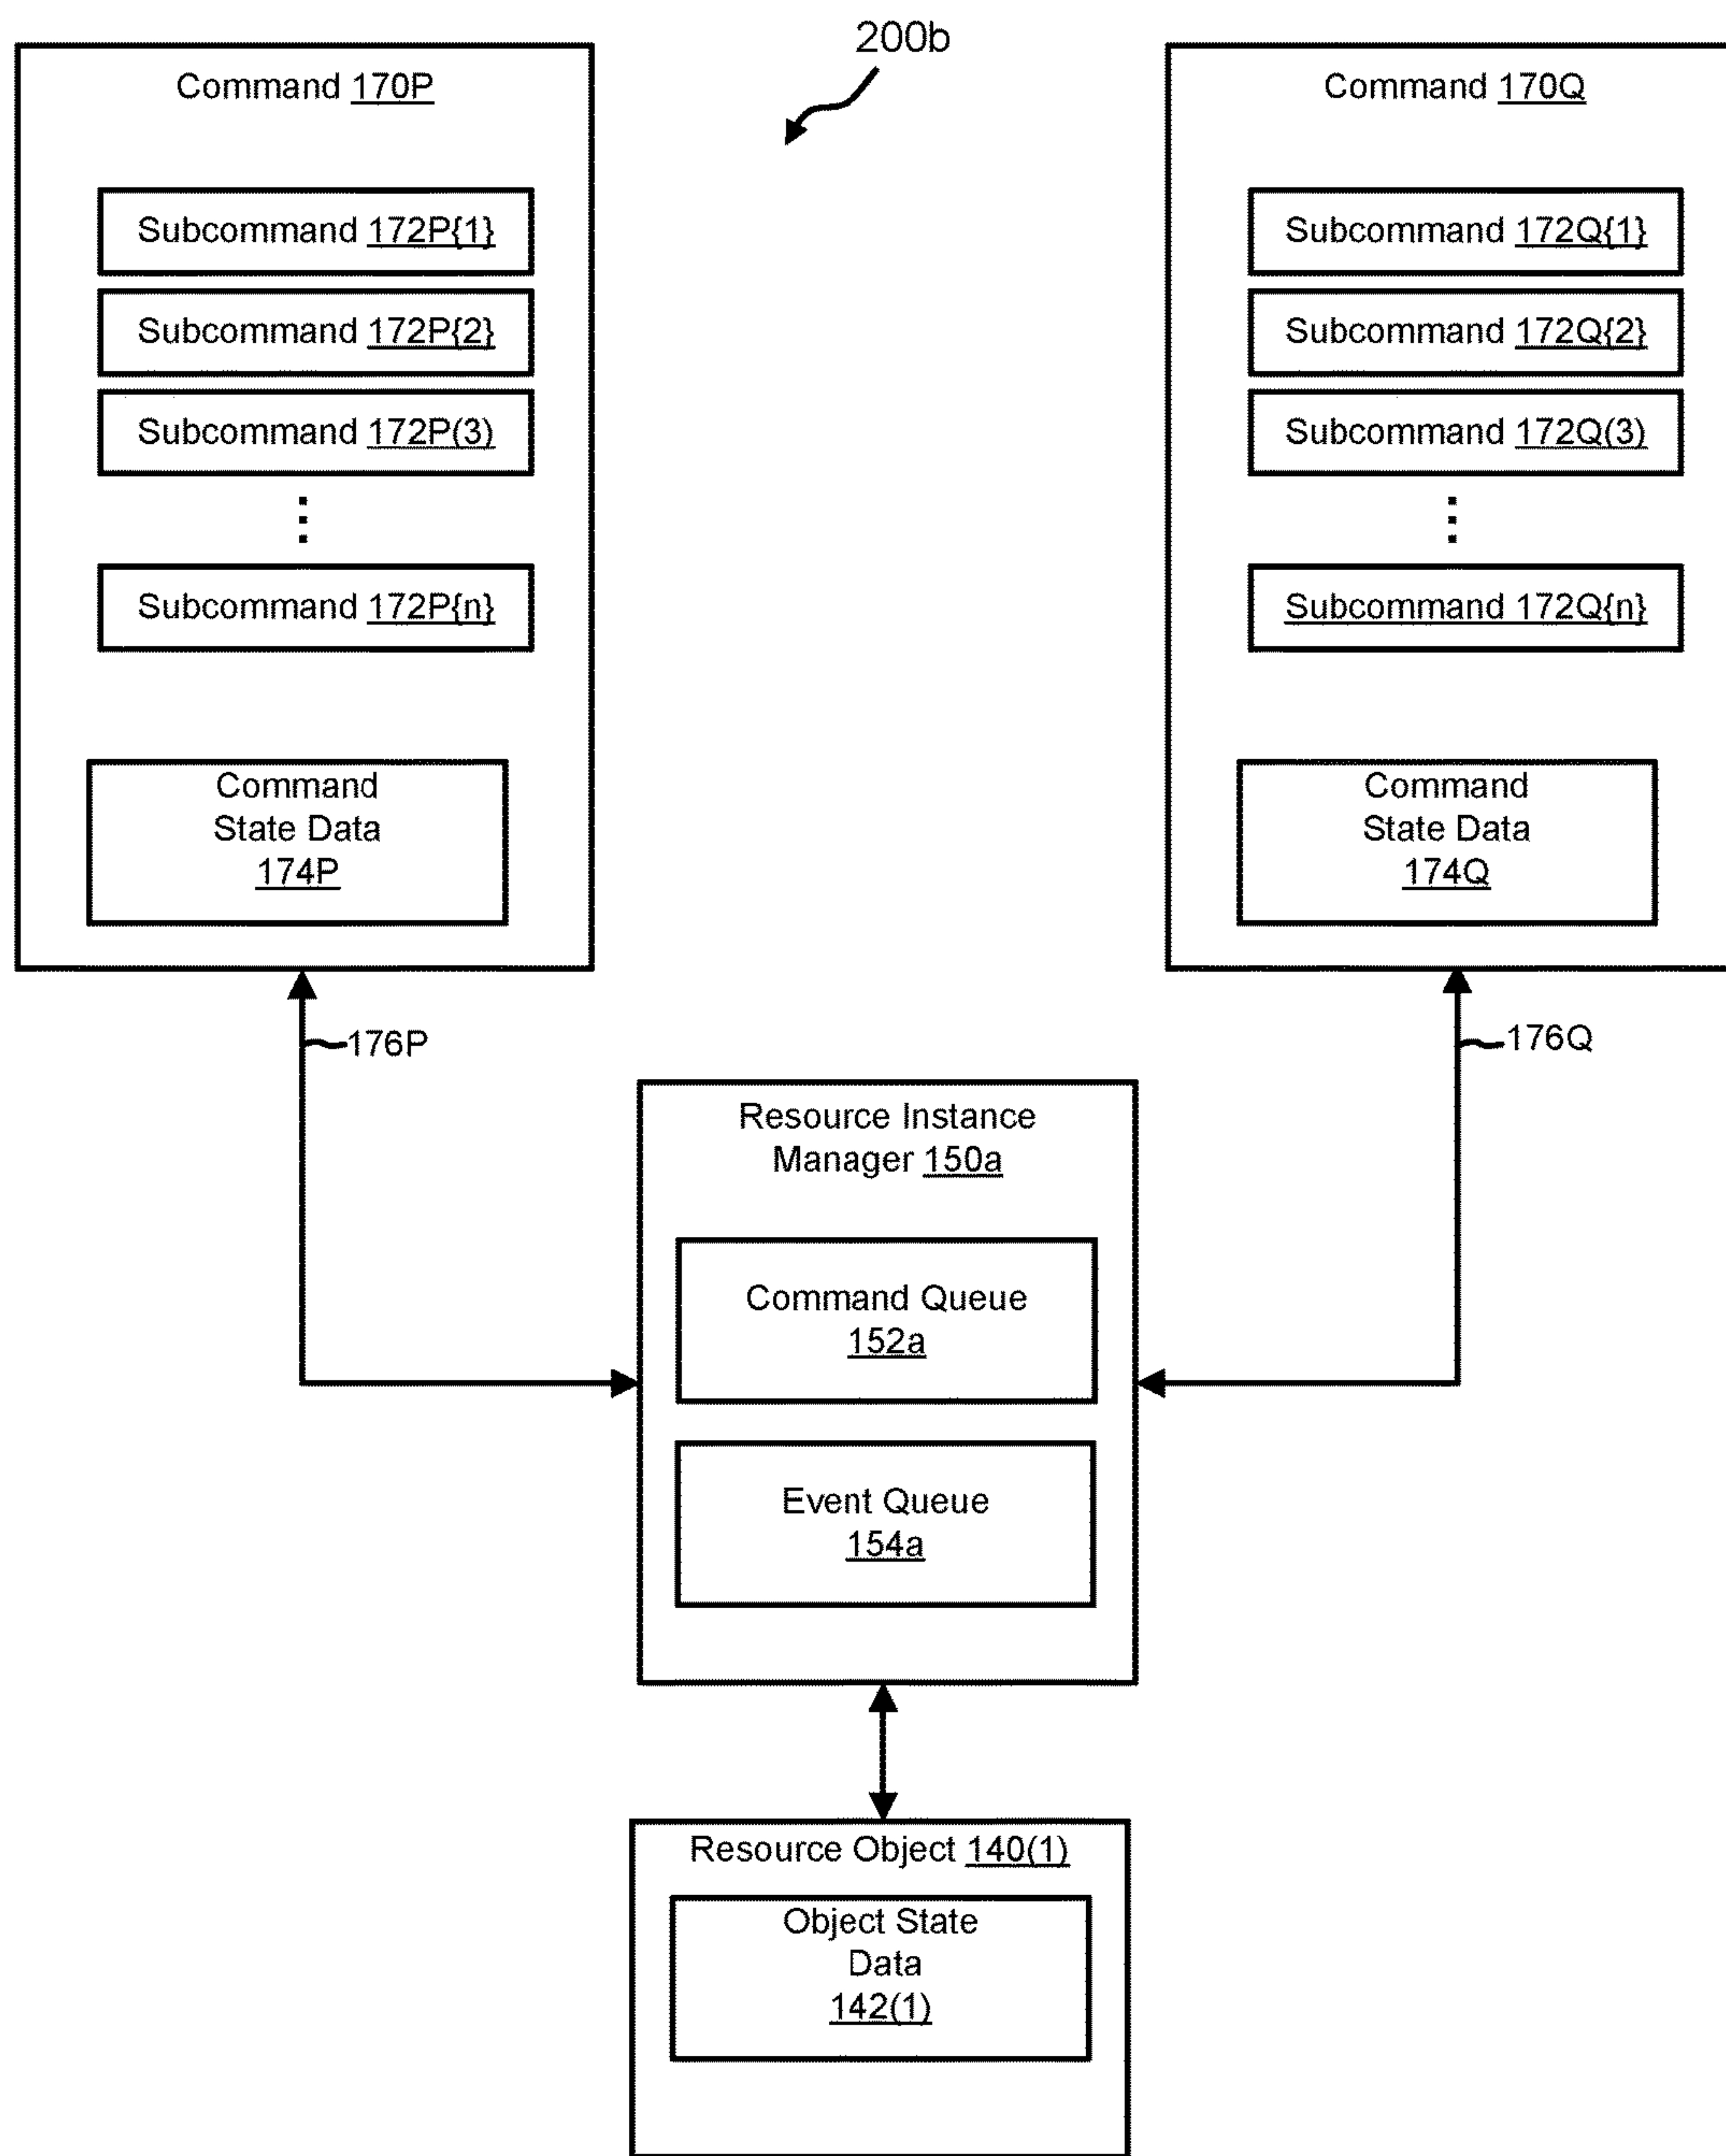 200b
Command 170P
Subcommand 172P{1}
Subcommand 172P{2}
Subcommand 172P(3)
Subcommand 172P{n}
Command
State Data
174P
176P
Command 170Q
Subcommand 172Q{1}
Subcommand 172Q{2}
Subcommand 172Q(3)
Subcommand 172Q{n}
Command
State Data
174Q
176Q
Resource Instance
Manager 150a
Command Queue
152a
Event Queue
154a
Resource Object 140(1)
Object State
Data
142(1)